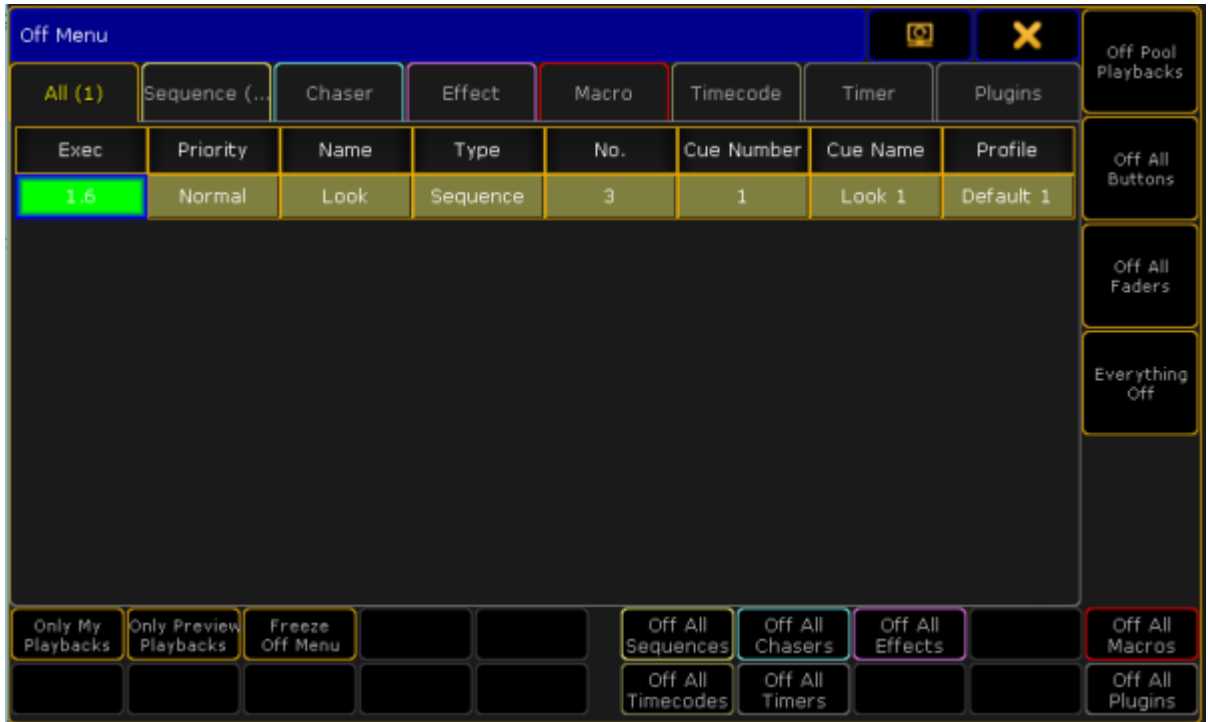 Off Menu
All (1) Sequence (... Chaser Effect Macro Timecode Timer Plugins
Exec Priority Name Type No. Cue Number Cue Name Profile
1.6 Normal Look Sequence 3 1 Look 1 Default 1
Off Pool
Playbacks
Off All
Buttons
Off All
Faders
Everything
Off
Only My
Playbacks
Only Preview
Playbacks
Freeze
Off Menu
Off All
Sequences
Off All
Chasers
Off All
Effects
Off All
Macros
Off All
Timecodes
Off All
Timers
Off All
Plugins